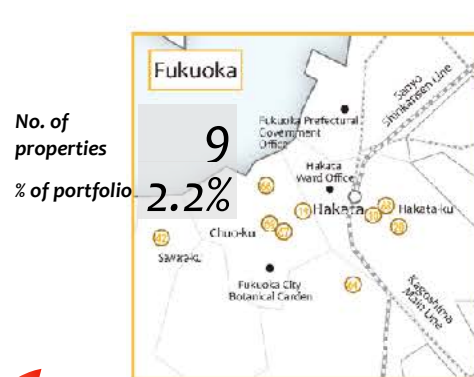 Fukuoka
No. of
properties
9
% of portfolio
2.2%
Sanyo
Shinkansen Line
Fukuoka Prefectural
Government
Office
Hakata
Ward Office
Hakata
Hakata-ku
Chuo-ku
Sawara-ku
Fukuoka City
Botanical Garden
Kagoshima
Main Line